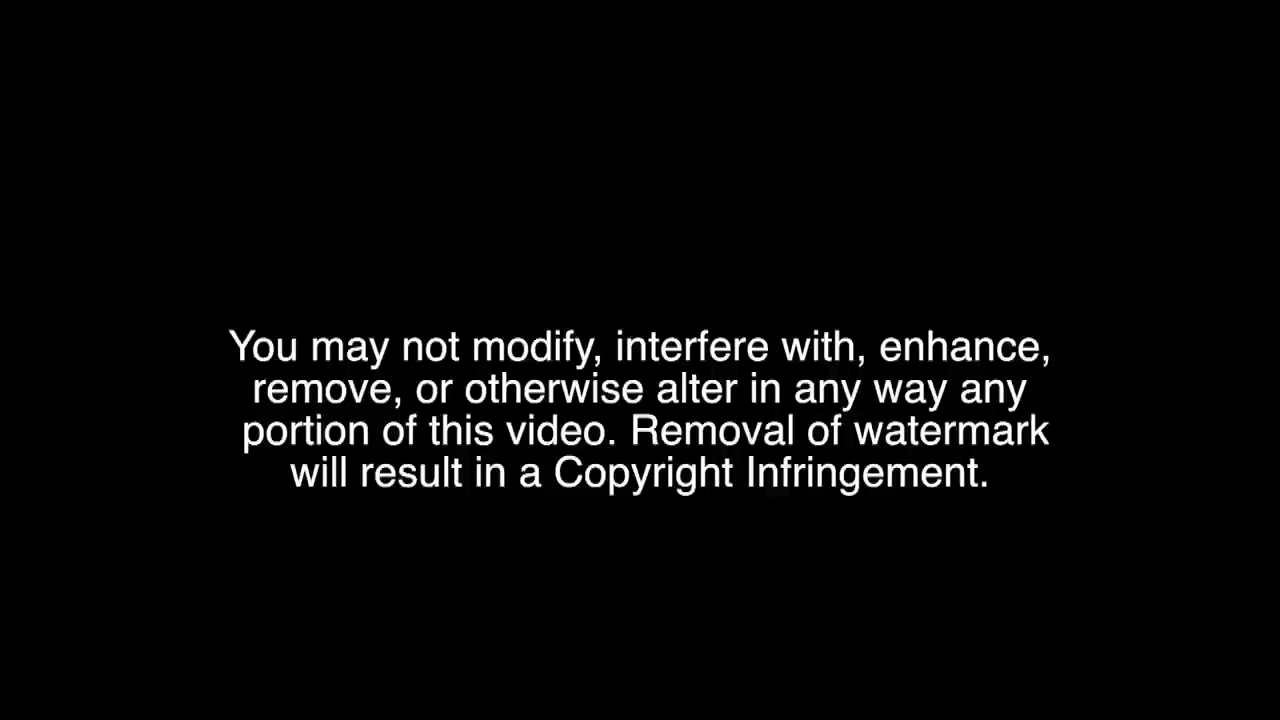 You may not modify, interfere with, enhance,
remove, or otherwise alter in any way any
portion of this video. Removal of watermark
will result in a Copyright Infringement.